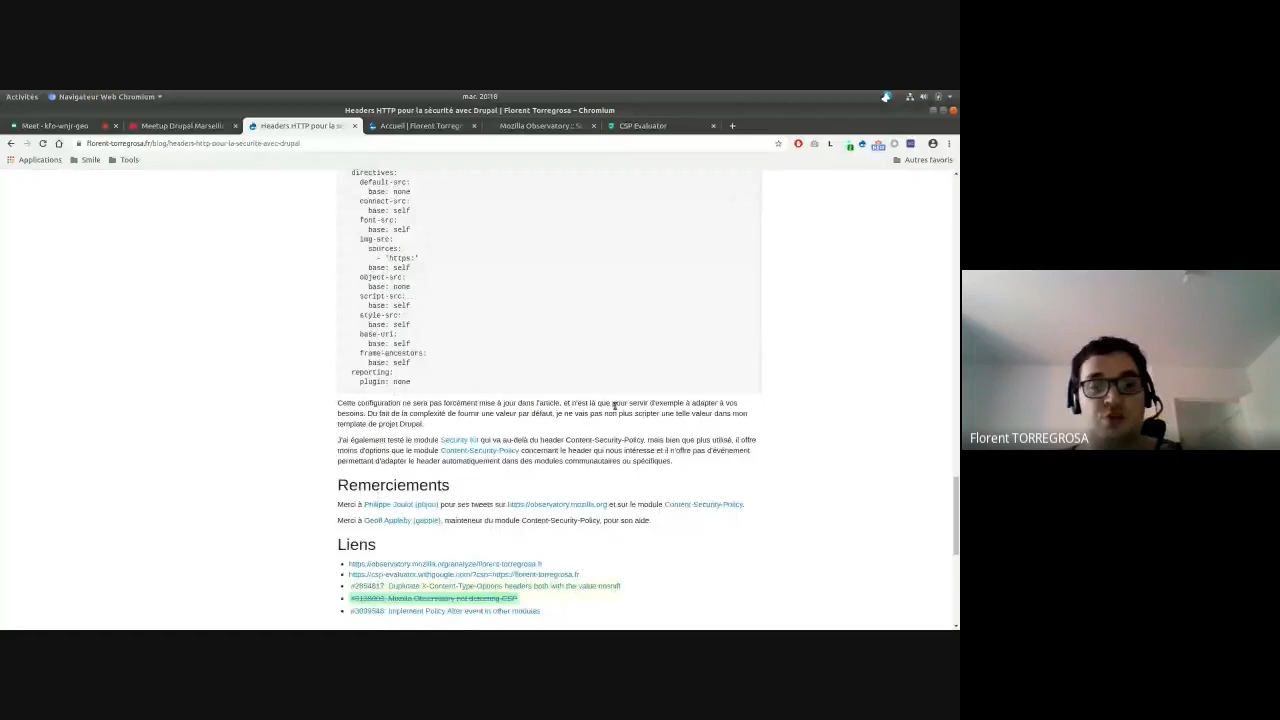 Activités
Navigateur Web Chromium
mar. 20:18
Headers HTTP pour la sécurité avec Drupal | Florent Torregrosa – Chromium
Meet - kfo-wnjr-geo
Meetup Drupal Marseille
Headers HTTP pour la sé
Accueil | Florent Torregr
Mozilla Observatory :: Sc
CSP Evaluator
florent-torregrosa.fr/blog/headers-http-pour-la-securite-avec-drupal
Applications
Smile
Tools
Autres favoris
directives:
default-src:
base: none
connect-src:
base: self
font-src:
base: self
img-src:
sources:
- 'https:'
base: self
object-src:
base: none
script-src:
base: self
style-src:
base: self
base-uri:
base: self
frame-ancestors:
base: self
reporting:
plugin: none
Cette configuration ne sera pas forcément mise à jour dans l'article, et n'est là que pour servir d'exemple à adapter à vos
besoins. Du fait de la complexité de fournir une valeur par défaut, je ne vais pas non plus scripter une telle valeur dans mon
template de projet Drupal.
J'ai également testé le module Security Kit qui va au-delà du header Content-Security-Policy, mais bien que plus utilisé, il offre
moins d'options que le module Content-Security-Policy concernant le header qui nous intéresse et il n'offre pas d'événement
permettant d'adapter le header automatiquement dans des modules communautaires ou spécifiques.
Remerciements
Merci à Philippe Joulot (pbjou) pour ses tweets sur https://observatory.mozilla.org et sur le module Content-Security-Policy.
Merci à Geoff Appleby (gapple), mainteneur du module Content-Security-Policy, pour son aide.
Liens
https://observatory.mozilla.org/analyze/florent-torregrosa.fr
https://csp-evaluator.withgoogle.com/?csp=https://florent-torregrosa.fr
Duplicate X-Content-Type-Options headers both with the value nosniff
Mozilla Observatory not detecting CSP
Implement Policy Alter event in other modules
Florent TORREGROSA